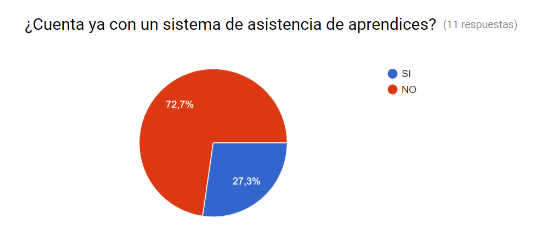 ¿Cuenta ya con un sistema de asistencia de aprendices? (11 respuestas)
SI
NO
72,7%
27,3%